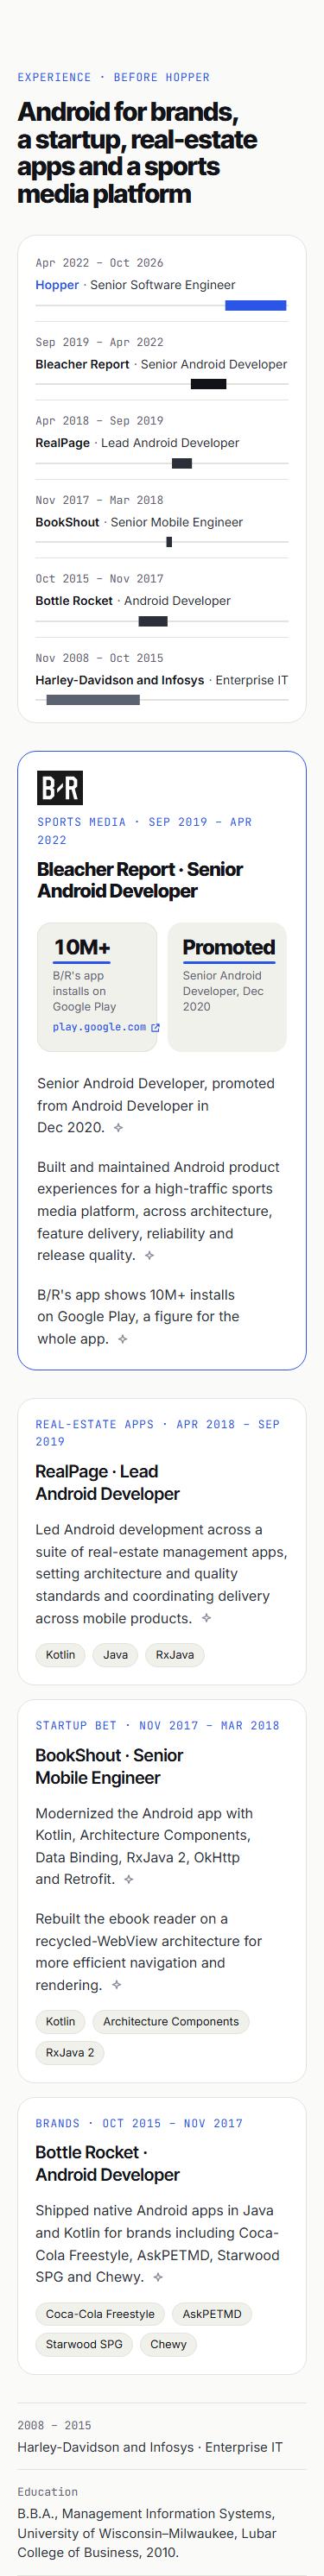 EXPERIENCE · BEFORE HOPPER
Android for brands,
a startup, real-estate
apps and a sports
media platform
Apr 2022 – Oct 2026
Hopper · Senior Software Engineer
Sep 2019 – Apr 2022
Bleacher Report · Senior Android Developer
Apr 2018 – Sep 2019
RealPage · Lead Android Developer
Nov 2017 – Mar 2018
BookShout · Senior Mobile Engineer
Oct 2015 – Nov 2017
Bottle Rocket · Android Developer
Nov 2008 – Oct 2015
Harley-Davidson and Infosys · Enterprise IT
B/R
SPORTS MEDIA · SEP 2019 – APR
2022
Bleacher Report · Senior
Android Developer
10M+
B/R's app
installs on
Google Play
play.google.com
Promoted
Senior Android
Developer, Dec
2020
Senior Android Developer, promoted
from Android Developer in
Dec 2020.
Built and maintained Android product
experiences for a high-traffic sports
media platform, across architecture,
feature delivery, reliability and
release quality.
B/R's app shows 10M+ installs
on Google Play, a figure for the
whole app.
REAL-ESTATE APPS · APR 2018 – SEP
2019
RealPage · Lead
Android Developer
Led Android development across a
suite of real-estate management apps,
setting architecture and quality
standards and coordinating delivery
across mobile products.
Kotlin Java RxJava
STARTUP BET · NOV 2017 – MAR 2018
BookShout · Senior
Mobile Engineer
Modernized the Android app with
Kotlin, Architecture Components,
Data Binding, RxJava 2, OkHttp
and Retrofit.
Rebuilt the ebook reader on a
recycled-WebView architecture for
more efficient navigation and
rendering.
Kotlin Architecture Components
RxJava 2
BRANDS · OCT 2015 – NOV 2017
Bottle Rocket ·
Android Developer
Shipped native Android apps in Java
and Kotlin for brands including Coca-
Cola Freestyle, AskPETMD, Starwood
SPG and Chewy.
Coca-Cola Freestyle AskPETMD
Starwood SPG Chewy
2008 – 2015
Harley-Davidson and Infosys · Enterprise IT
Education
B.B.A., Management Information Systems,
University of Wisconsin–Milwaukee, Lubar
College of Business, 2010.